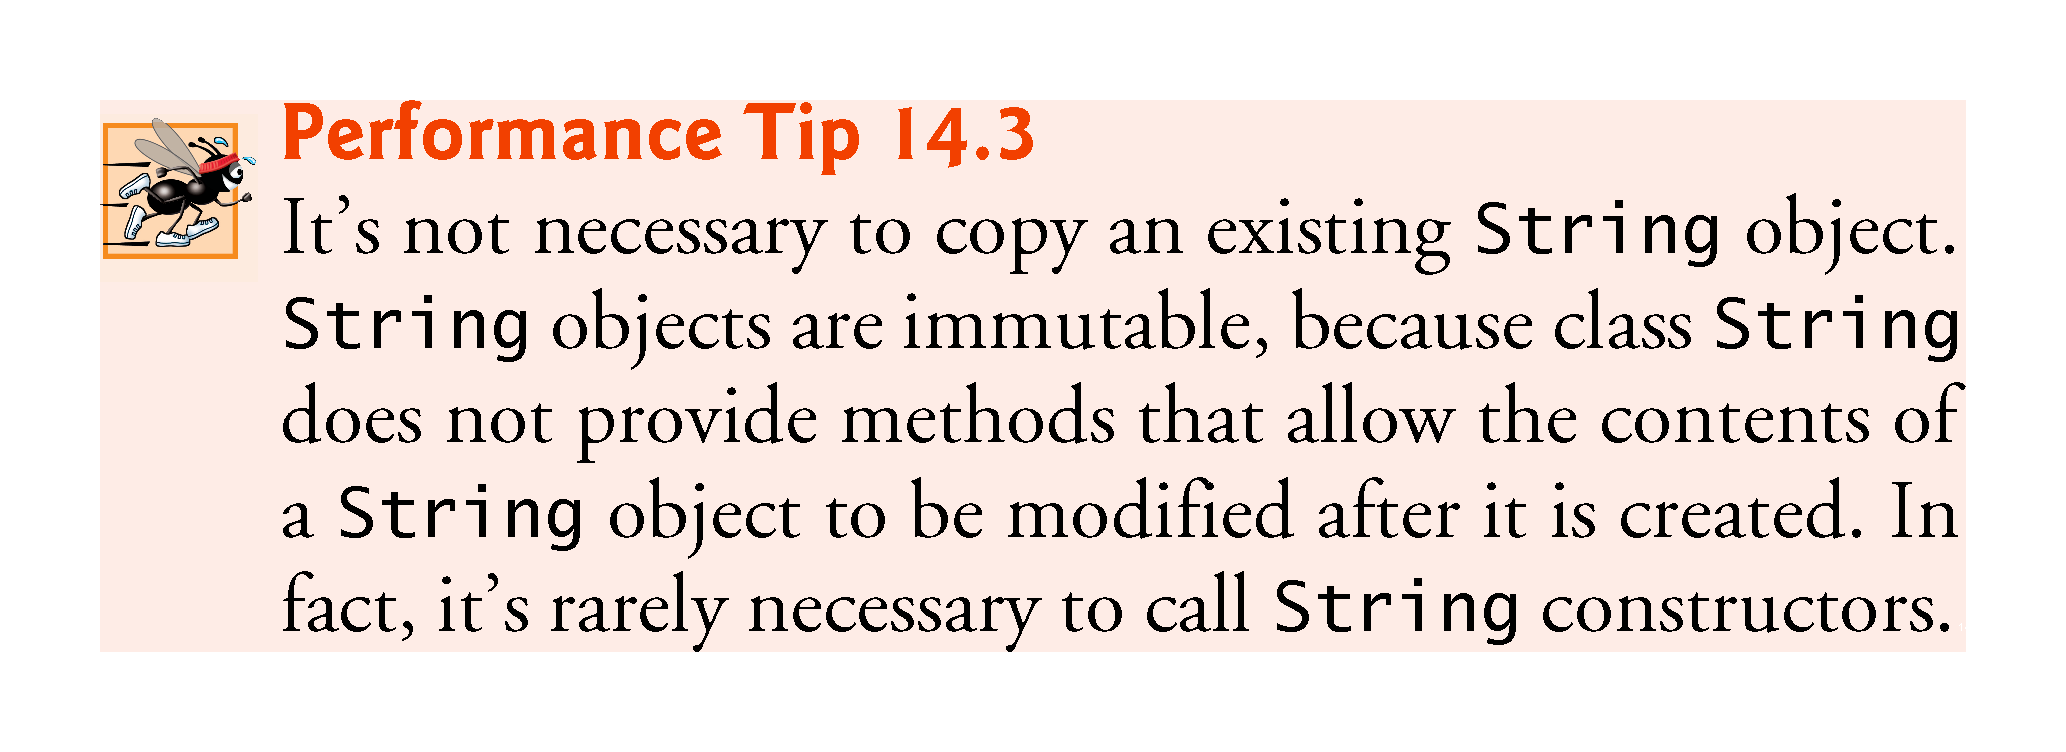 Performance Tip 14.3
It’s not necessary to copy an existing String object.
String objects are immutable, because class String
does not provide methods that allow the contents of
a String object to be modified after it is created. In
fact, it’s rarely necessary to call String constructors.